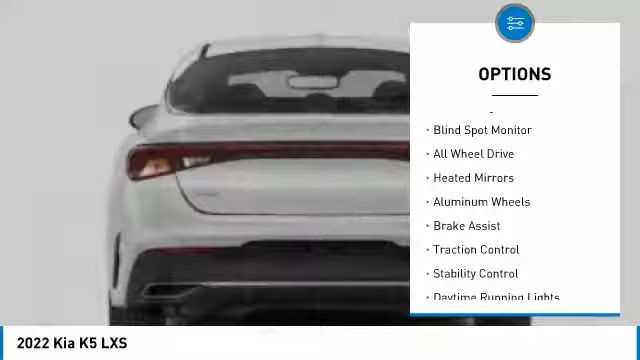 OPTIONS
Blind Spot Monitor
All Wheel Drive
Heated Mirrors
Aluminum Wheels
Brake Assist
Traction Control
Stability Control
Daytime Running Lights
2022 Kia K5 LXS